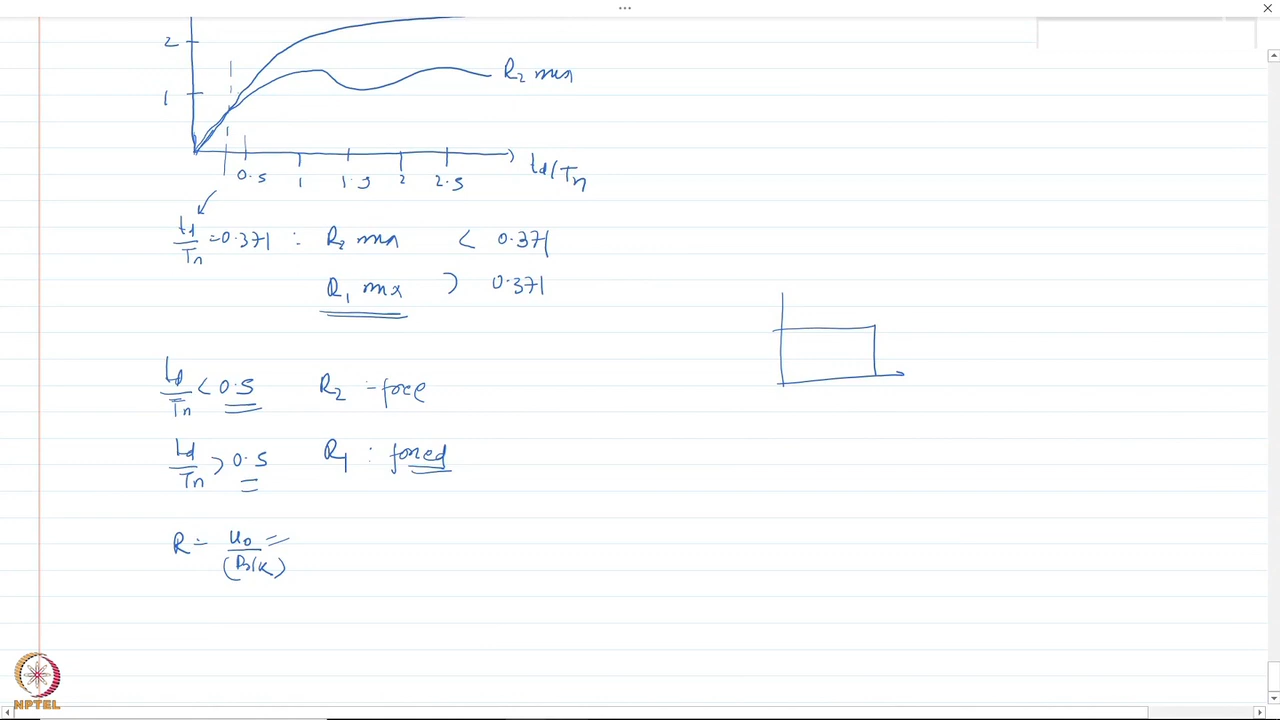 2
1
R₂ max
0.5 1 1.5 2 2.5
td/Tn
td/Tn = 0.371 : R₂ max < 0.371
R₁ max > 0.371
td/Tn < 0.5 R₂ :- free
td/Tn > 0.5 R₁ : forced
R = u₀/(P₀/K) =
NPTEL